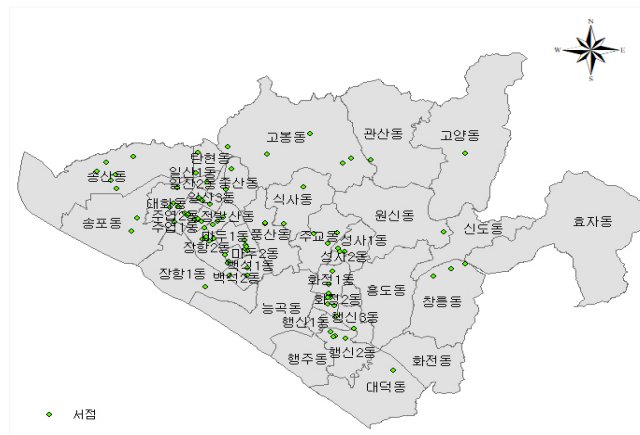 N
W E
S
고봉동
관산동
고양동
탄현동
일산1동
송산동
일산2동
중산동
일산3동
식사동
대화동
주엽2동
정발산동
송포동
주엽1동
원신동
신도동
효자동
마두1동
풍산동
주교동
성사1동
장항2동
마두2동
성사2동
백석1동
장항1동
백석2동
화정1동
흥도동
창릉동
능곡동
화정2동
행신1동
행신3동
행신2동
행주동
화전동
대덕동
서점